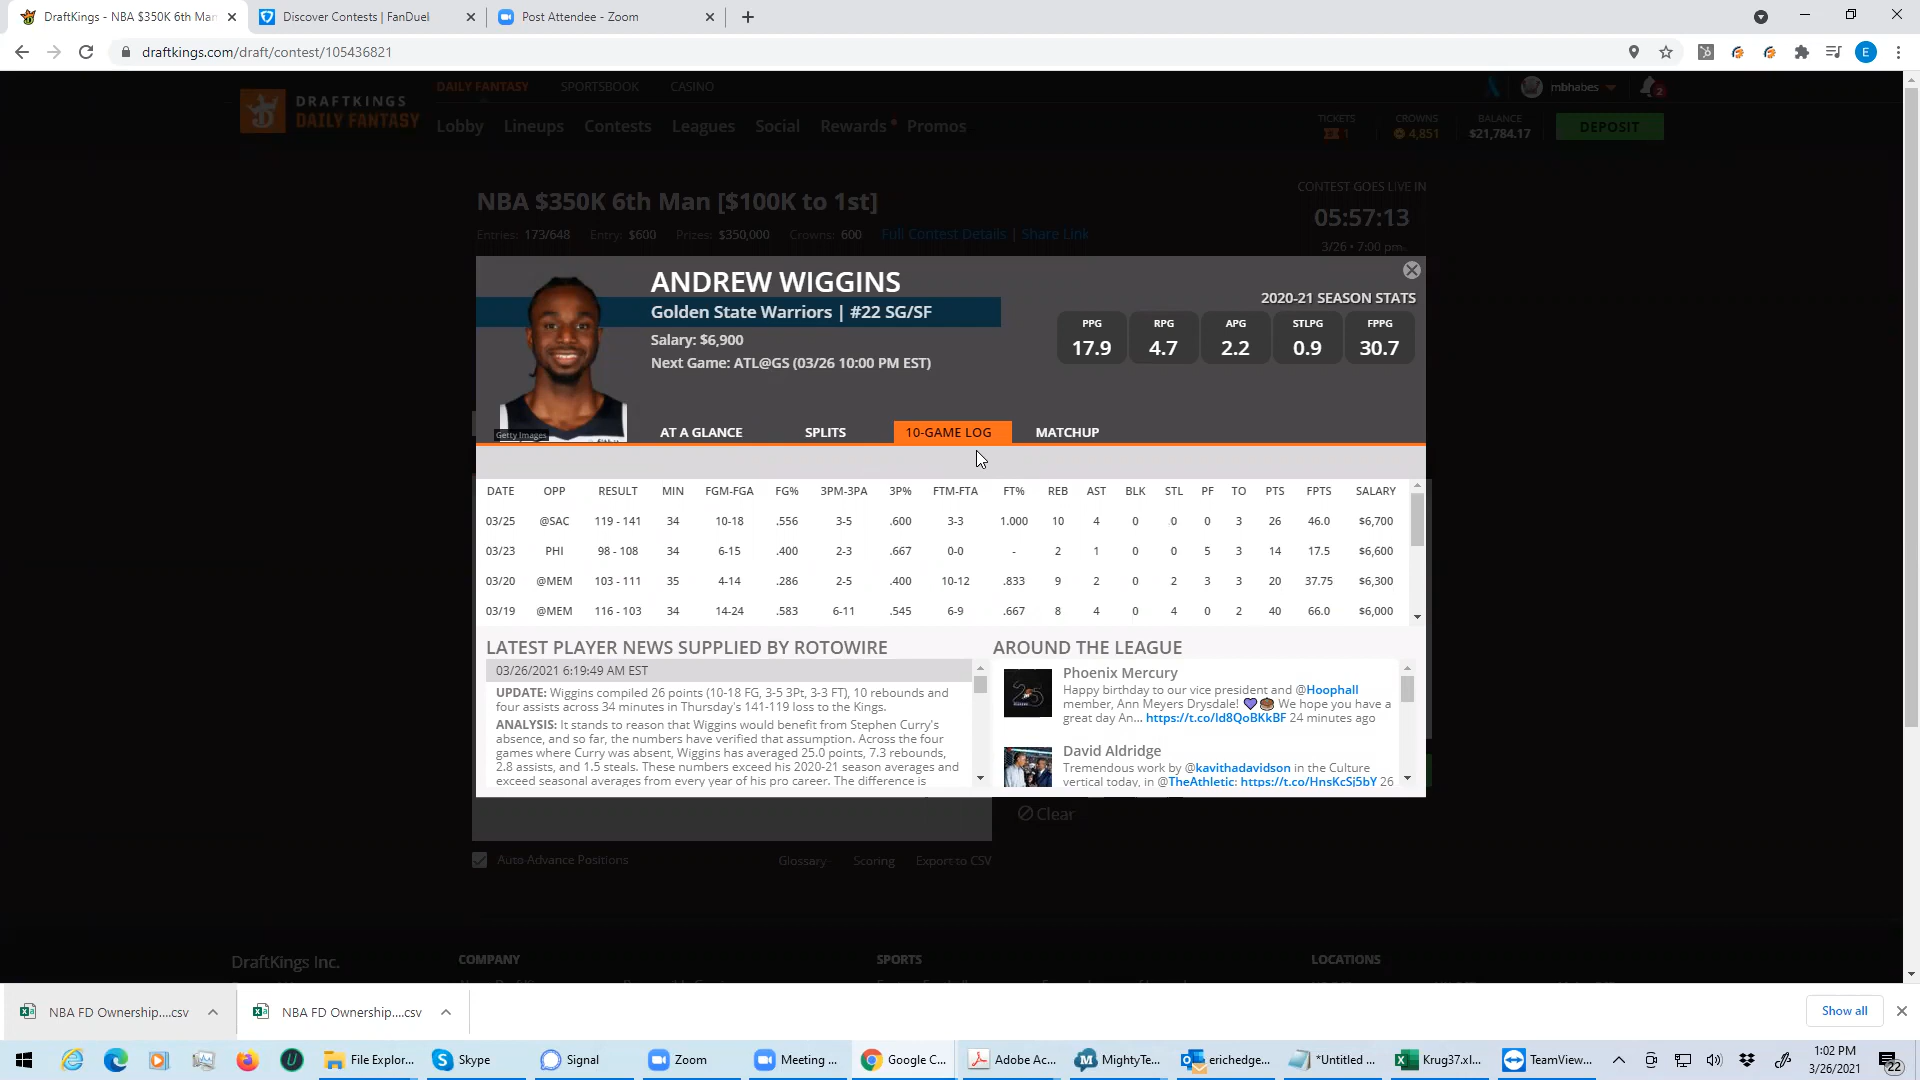 DraftKings - NBA $350K 6th Man
Discover Contests | FanDuel
Post Attendee - Zoom
draftkings.com/draft/contest/105436821
E
DAILY FANTASY SPORTSBOOK CASINO
mbhabes
2
DRAFTKINGS
DAILY FANTASY
Lobby Lineups Contests Leagues Social Rewards Promos
TICKETS CROWNS BALANCE
1 4,851 $21,784.17
DEPOSIT
NBA $350K 6th Man [$100K to 1st]
CONTEST GOES LIVE IN
05:57:13
3/26 • 7:00 pm
Entries: 173/648 Entry: $600 Prizes: $350,000 Crowns: 600 Full Contest Details | Share Link
ANDREW WIGGINS
Golden State Warriors | #22 SG/SF
Salary: $6,900
Next Game: ATL@GS (03/26 10:00 PM EST)
Getty Images
2020-21 SEASON STATS
PPG RPG APG STLPG FPPG
17.9 4.7 2.2 0.9 30.7
AT A GLANCE SPLITS 10-GAME LOG MATCHUP
DATE OPP RESULT MIN FGM-FGA FG% 3PM-3PA 3P% FTM-FTA FT% REB AST BLK STL PF TO PTS FPTS SALARY
03/25 @SAC 119 - 141 34 10-18 .556 3-5 .600 3-3 1.000 10 4 0 0 0 3 26 46.0 $6,700
03/23 PHI 98 - 108 34 6-15 .400 2-3 .667 0-0 - 2 1 0 0 5 3 14 17.5 $6,600
03/20 @MEM 103 - 111 35 4-14 .286 2-5 .400 10-12 .833 9 2 0 2 3 3 20 37.75 $6,300
03/19 @MEM 116 - 103 34 14-24 .583 6-11 .545 6-9 .667 8 4 0 4 0 2 40 66.0 $6,000
LATEST PLAYER NEWS SUPPLIED BY ROTOWIRE
03/26/2021 6:19:49 AM EST
UPDATE: Wiggins compiled 26 points (10-18 FG, 3-5 3Pt, 3-3 FT), 10 rebounds and
four assists across 34 minutes in Thursday's 141-119 loss to the Kings.
ANALYSIS: It stands to reason that Wiggins would benefit from Stephen Curry's
absence, and so far, the numbers have verified that assumption. Across the four
games where Curry was absent, Wiggins has averaged 25.0 points, 7.3 rebounds,
2.8 assists, and 1.5 steals. These numbers exceed his 2020-21 season averages and
exceed seasonal averages from every year of his pro career. The difference is
AROUND THE LEAGUE
Phoenix Mercury
Happy birthday to our vice president and @Hoophall
member, Ann Meyers Drysdale! 💜🎂 We hope you have a
great day An... https://t.co/ld8QoBKkBF 24 minutes ago
David Aldridge
Tremendous work by @kavithadavidson in the Culture
vertical today, in @TheAthletic: https://t.co/HnsKcSj5bY 26
Clear
Auto-Advance Positions
Glossary Scoring Export to CSV
DraftKings Inc. COMPANY SPORTS LOCATIONS
NBA FD Ownership....csv
NBA FD Ownership....csv
Show all
File Explor...
Skype
Signal
Zoom
Meeting ...
Google C...
Adobe Ac...
MightyTe...
erichedge...
*Untitled ...
Krug37.xl...
TeamView...
1:02 PM
3/26/2021
22